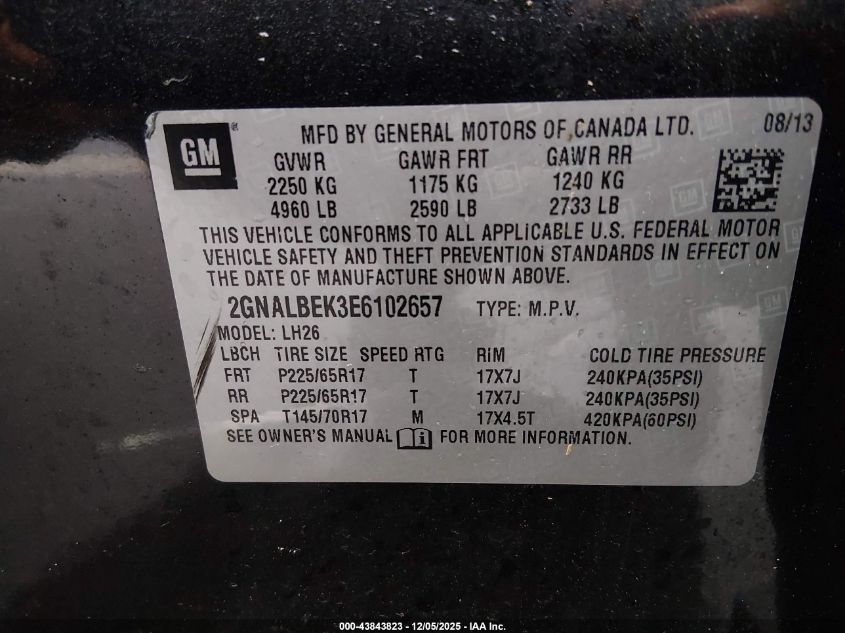 GM ®
MFD BY GENERAL MOTORS OF CANADA LTD. 08/13
GVWR GAWR FRT GAWR RR
2250 KG 1175 KG 1240 KG
4960 LB 2590 LB 2733 LB
THIS VEHICLE CONFORMS TO ALL APPLICABLE U.S. FEDERAL MOTOR
VEHICLE SAFETY AND THEFT PREVENTION STANDARDS IN EFFECT ON
THE DATE OF MANUFACTURE SHOWN ABOVE.
2GNALBEK3E6102657 TYPE: M.P.V.
MODEL: LH26
LBCH TIRE SIZE SPEED RTG RIM COLD TIRE PRESSURE
FRT P225/65R17 T 17X7J 240KPA(35PSI)
RR P225/65R17 T 17X7J 240KPA(35PSI)
SPA T145/70R17 M 17X4.5T 420KPA(60PSI)
SEE OWNER'S MANUAL FOR MORE INFORMATION.
000-43843823 - 12/05/2025 - IAA Inc.